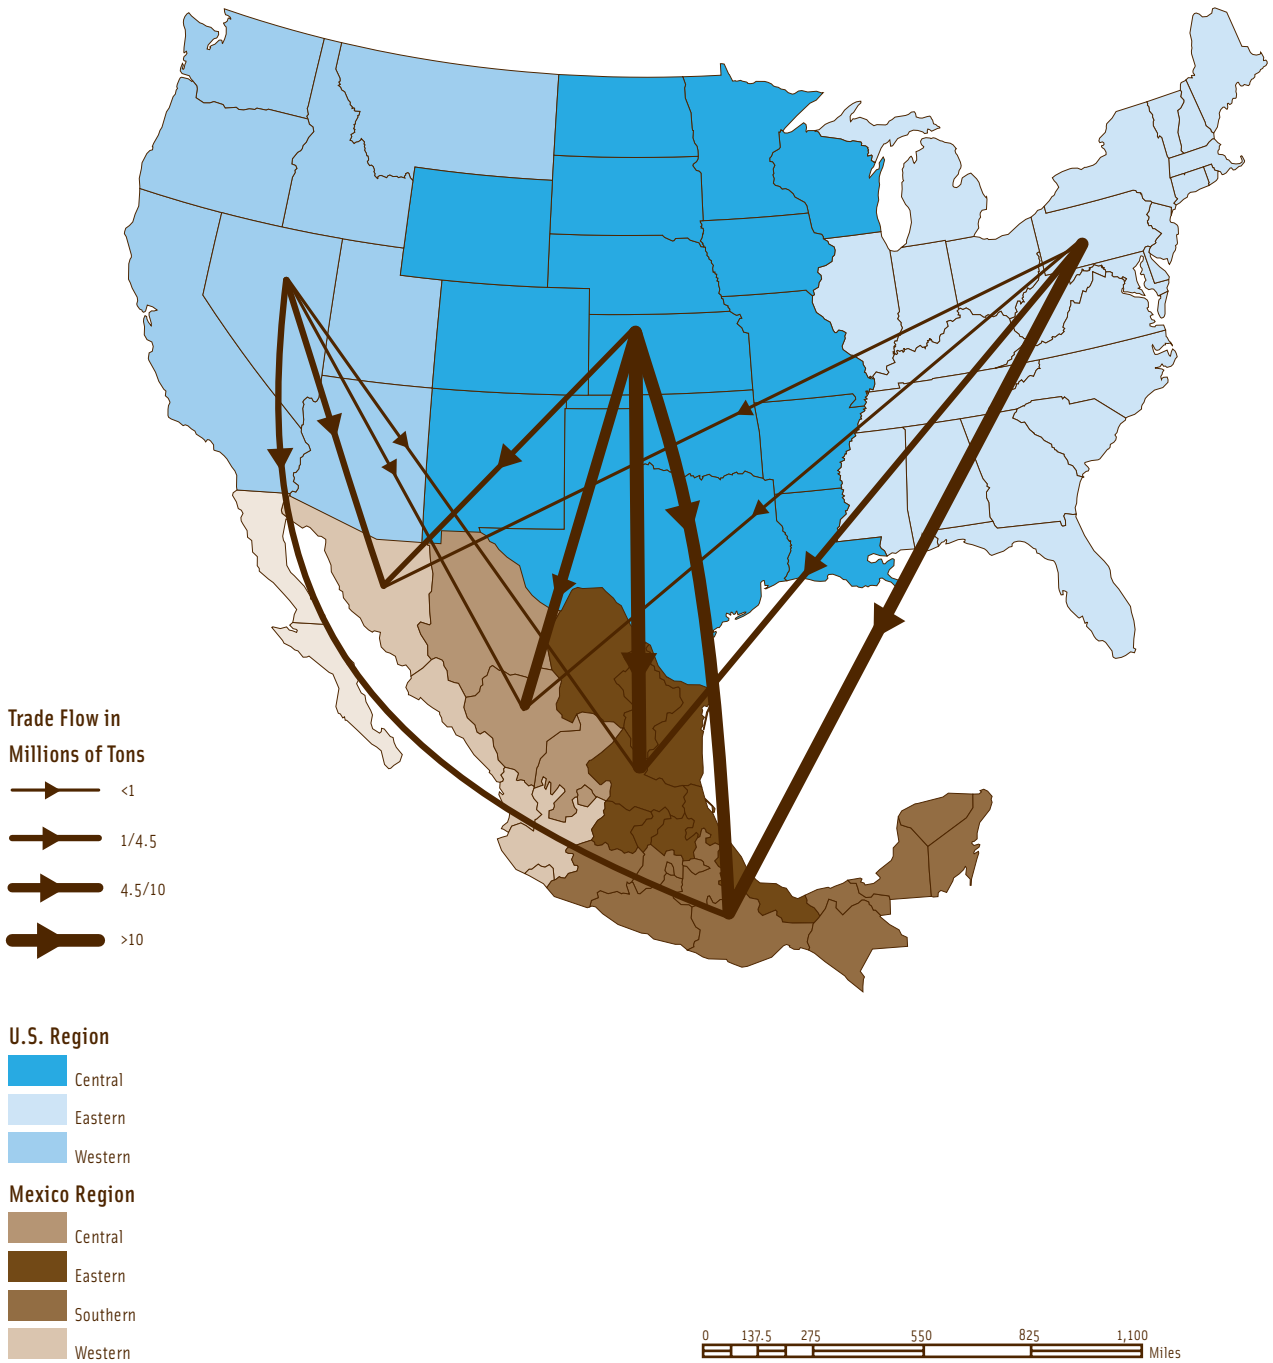 Trade Flow in
Millions of Tons
<1
1/4.5
4.5/10
>10
U.S. Region
Central
Eastern
Western
Mexico Region
Central
Eastern
Southern
Western
0 137.5 275 550 825 1,100
Miles